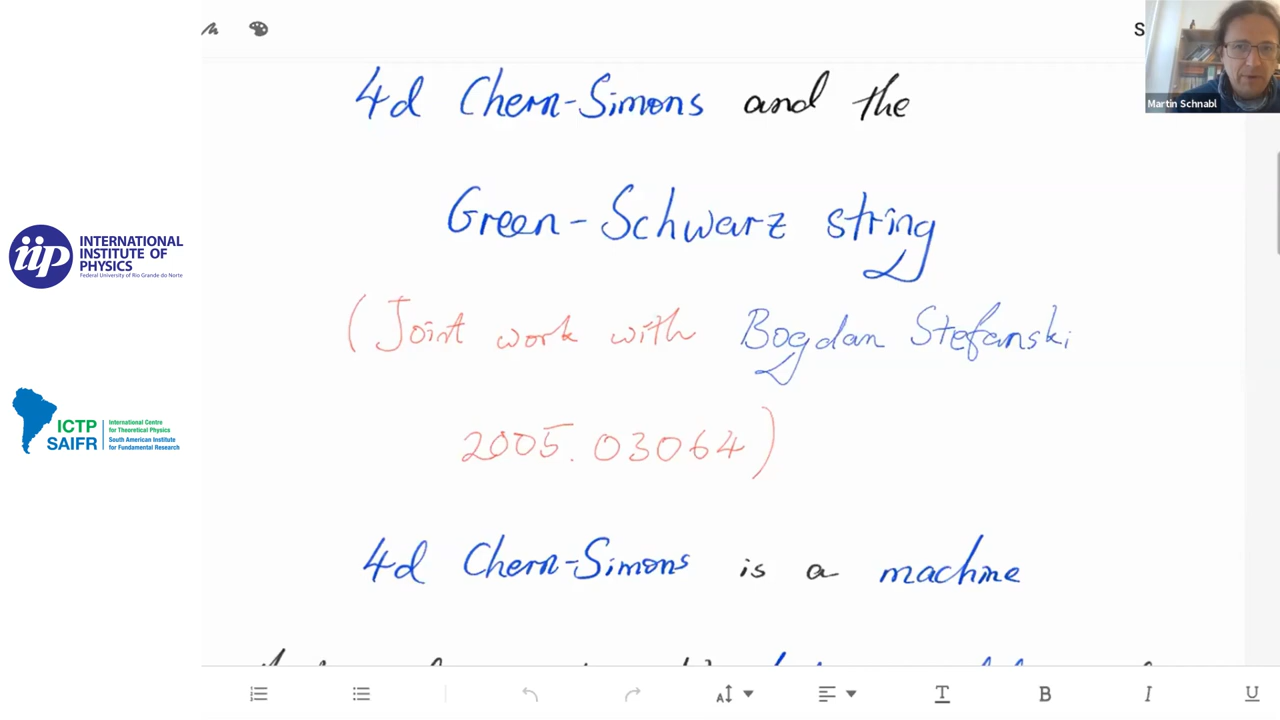 S
Martin Schnabl
4d Chern-Simons and the
Green-Schwarz string
(Joint work with Bogdan Stefanski
2005.03064)
4d Chern-Simons is a machine
iip INTERNATIONAL
INSTITUTE OF
PHYSICS
Federal University of Rio Grande do Norte
ICTP
SAIFR
International Centre
for Theoretical Physics
South American Institute
for Fundamental Research
T
B
I
U